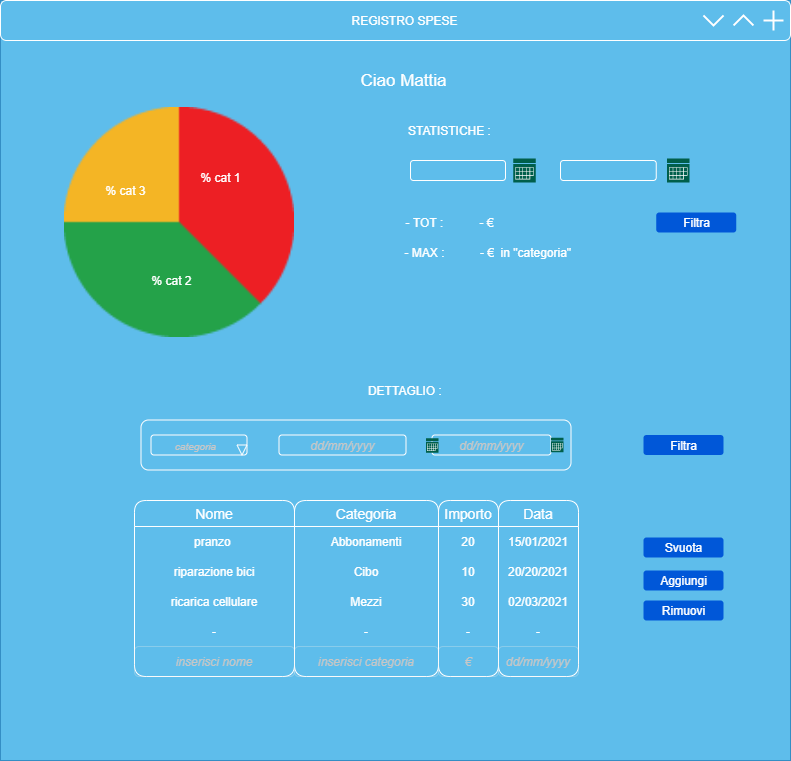 REGISTRO SPESE
Ciao Mattia
STATISTICHE :
% cat 1
% cat 3
% cat 2
- TOT : - €
Filtra
- MAX : - € in "categoria"
DETTAGLIO :
categoria dd/mm/yyyy dd/mm/yyyy
Filtra
Nome Categoria Importo Data
pranzo Abbonamenti 20 15/01/2021
riparazione bici Cibo 10 20/20/2021
ricarica cellulare Mezzi 30 02/03/2021
- - - -
inserisci nome inserisci categoria € dd/mm/yyyy
Svuota
Aggiungi
Rimuovi